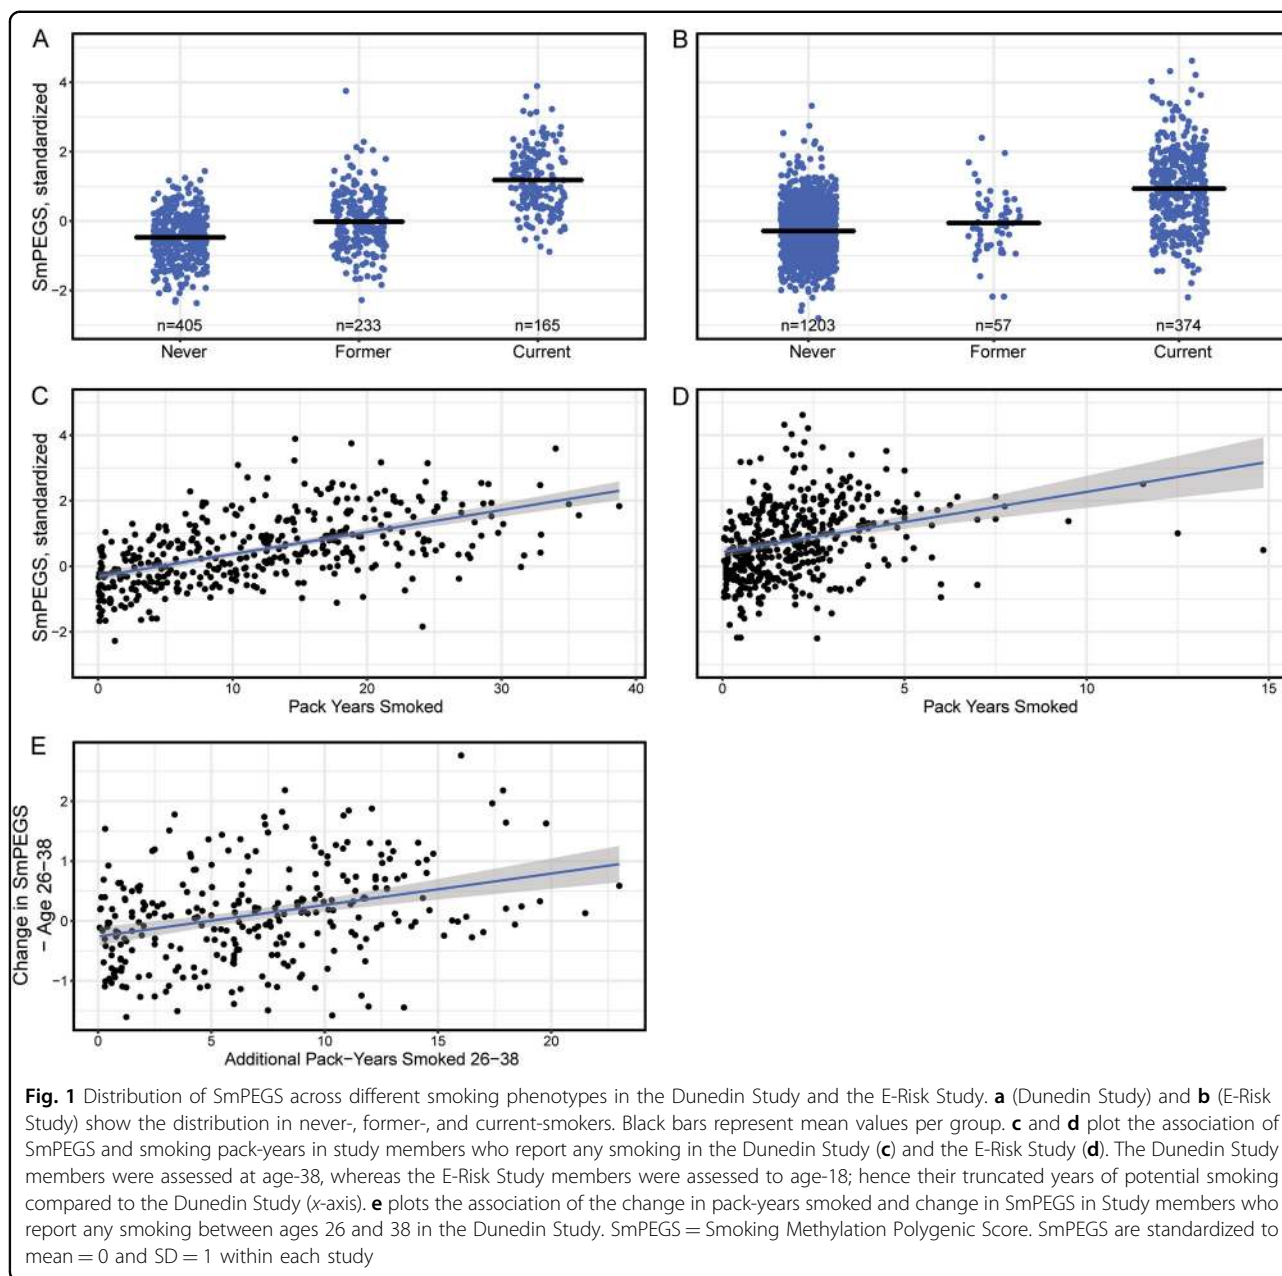 A
B
SmPEGS, standardized
4
2
0
−2
n=405
n=233
n=165
n=1203
n=57
n=374
Never
Former
Current
Never
Former
Current
C
D
SmPEGS, standardized
4
2
0
−2
0
10
20
30
40
0
5
10
15
Pack Years Smoked
Pack Years Smoked
E
Change in SmPEGS
− Age 26−38
2
1
0
−1
0
5
10
15
20
Additional Pack−Years Smoked 26−38
Fig. 1 Distribution of SmPEGS across different smoking phenotypes in the Dunedin Study and the E-Risk Study. a (Dunedin Study) and b (E-Risk
Study) show the distribution in never-, former-, and current-smokers. Black bars represent mean values per group. c and d plot the association of
SmPEGS and smoking pack-years in study members who report any smoking in the Dunedin Study (c) and the E-Risk Study (d). The Dunedin Study
members were assessed at age-38, whereas the E-Risk Study members were assessed to age-18; hence their truncated years of potential smoking
compared to the Dunedin Study (x-axis). e plots the association of the change in pack-years smoked and change in SmPEGS in Study members who
report any smoking between ages 26 and 38 in the Dunedin Study. SmPEGS = Smoking Methylation Polygenic Score. SmPEGS are standardized to
mean = 0 and SD = 1 within each study